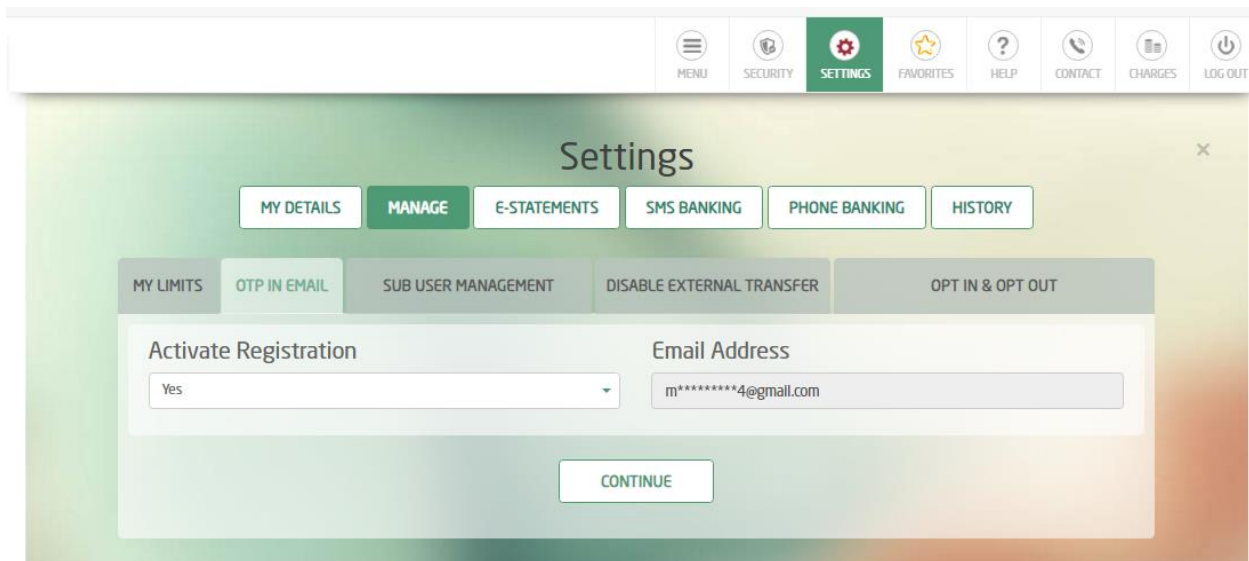 MENU SECURITY SETTINGS FAVORITES HELP CONTACT CHARGES LOG OUT
Settings
MY DETAILS MANAGE E-STATEMENTS SMS BANKING PHONE BANKING HISTORY
MY LIMITS OTP IN EMAIL SUB USER MANAGEMENT DISABLE EXTERNAL TRANSFER OPT IN & OPT OUT
Activate Registration Email Address
Yes m*********4@gmail.com
CONTINUE